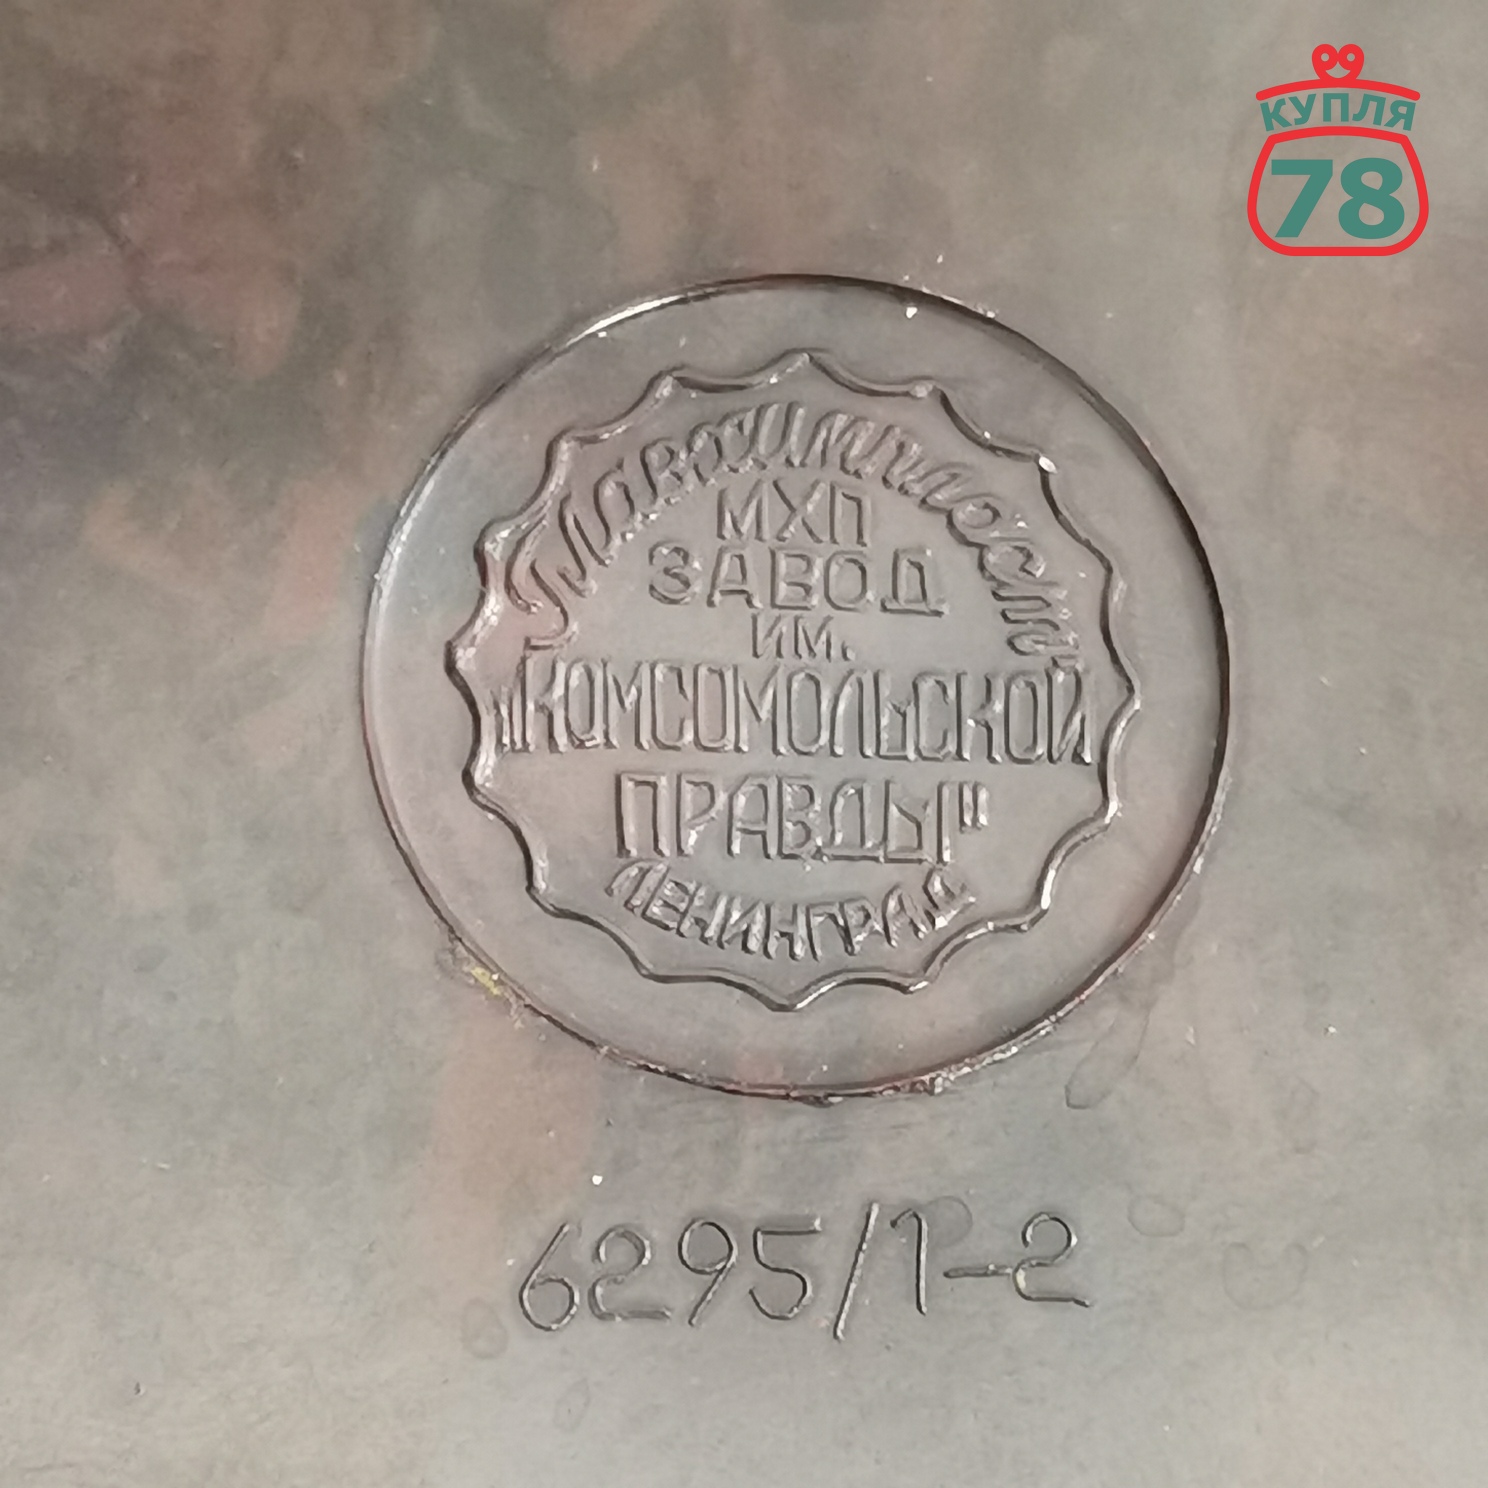 КУПЛЯ
78
Главхимпласт
МХП
ЗАВОД
ИМ.
„КОМСОМОЛЬСКОЙ
ПРАВДЫ"
ЛЕНИНГРАД
6295/1-2